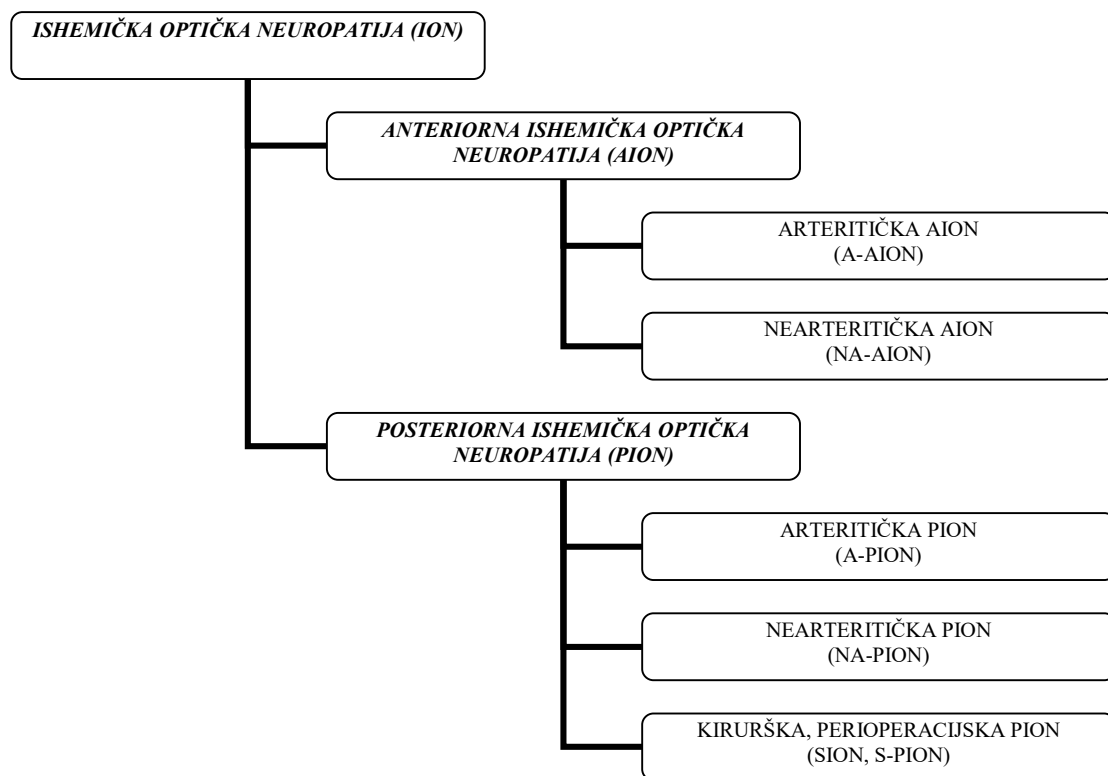 ISHEMIČKA OPTIČKA NEUROPATIJA (ION)
ANTERIORNA ISHEMIČKA OPTIČKA
NEUROPATIJA (AION)
ARTERITIČKA AION
(A-AION)
NEARTERITIČKA AION
(NA-AION)
POSTERIORNA ISHEMIČKA OPTIČKA
NEUROPATIJA (PION)
ARTERITIČKA PION
(A-PION)
NEARTERITIČKA PION
(NA-PION)
KIRURŠKA, PERIOPERACIJSKA PION
(SION, S-PION)